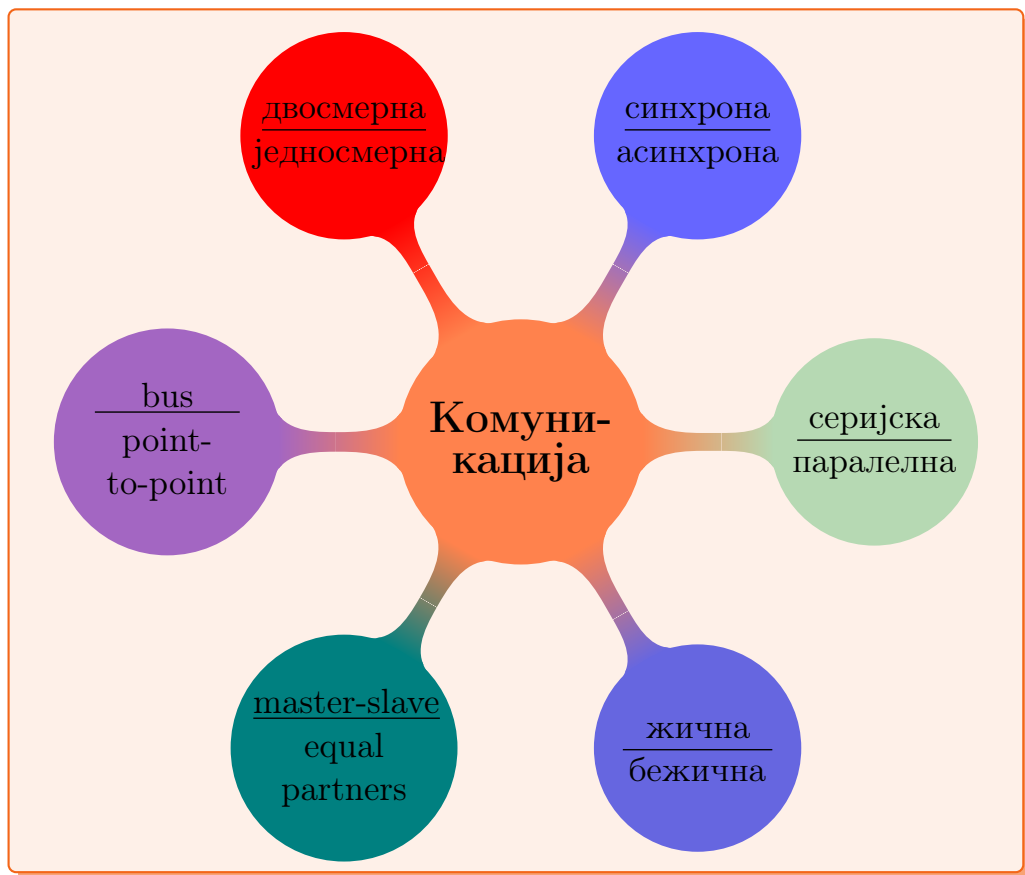 двосмерна
једносмерна
синхрона
асинхрона
bus
point-
to-point
Комуни-
кација
серијска
паралелна
master-slave
equal
partners
жична
бежична